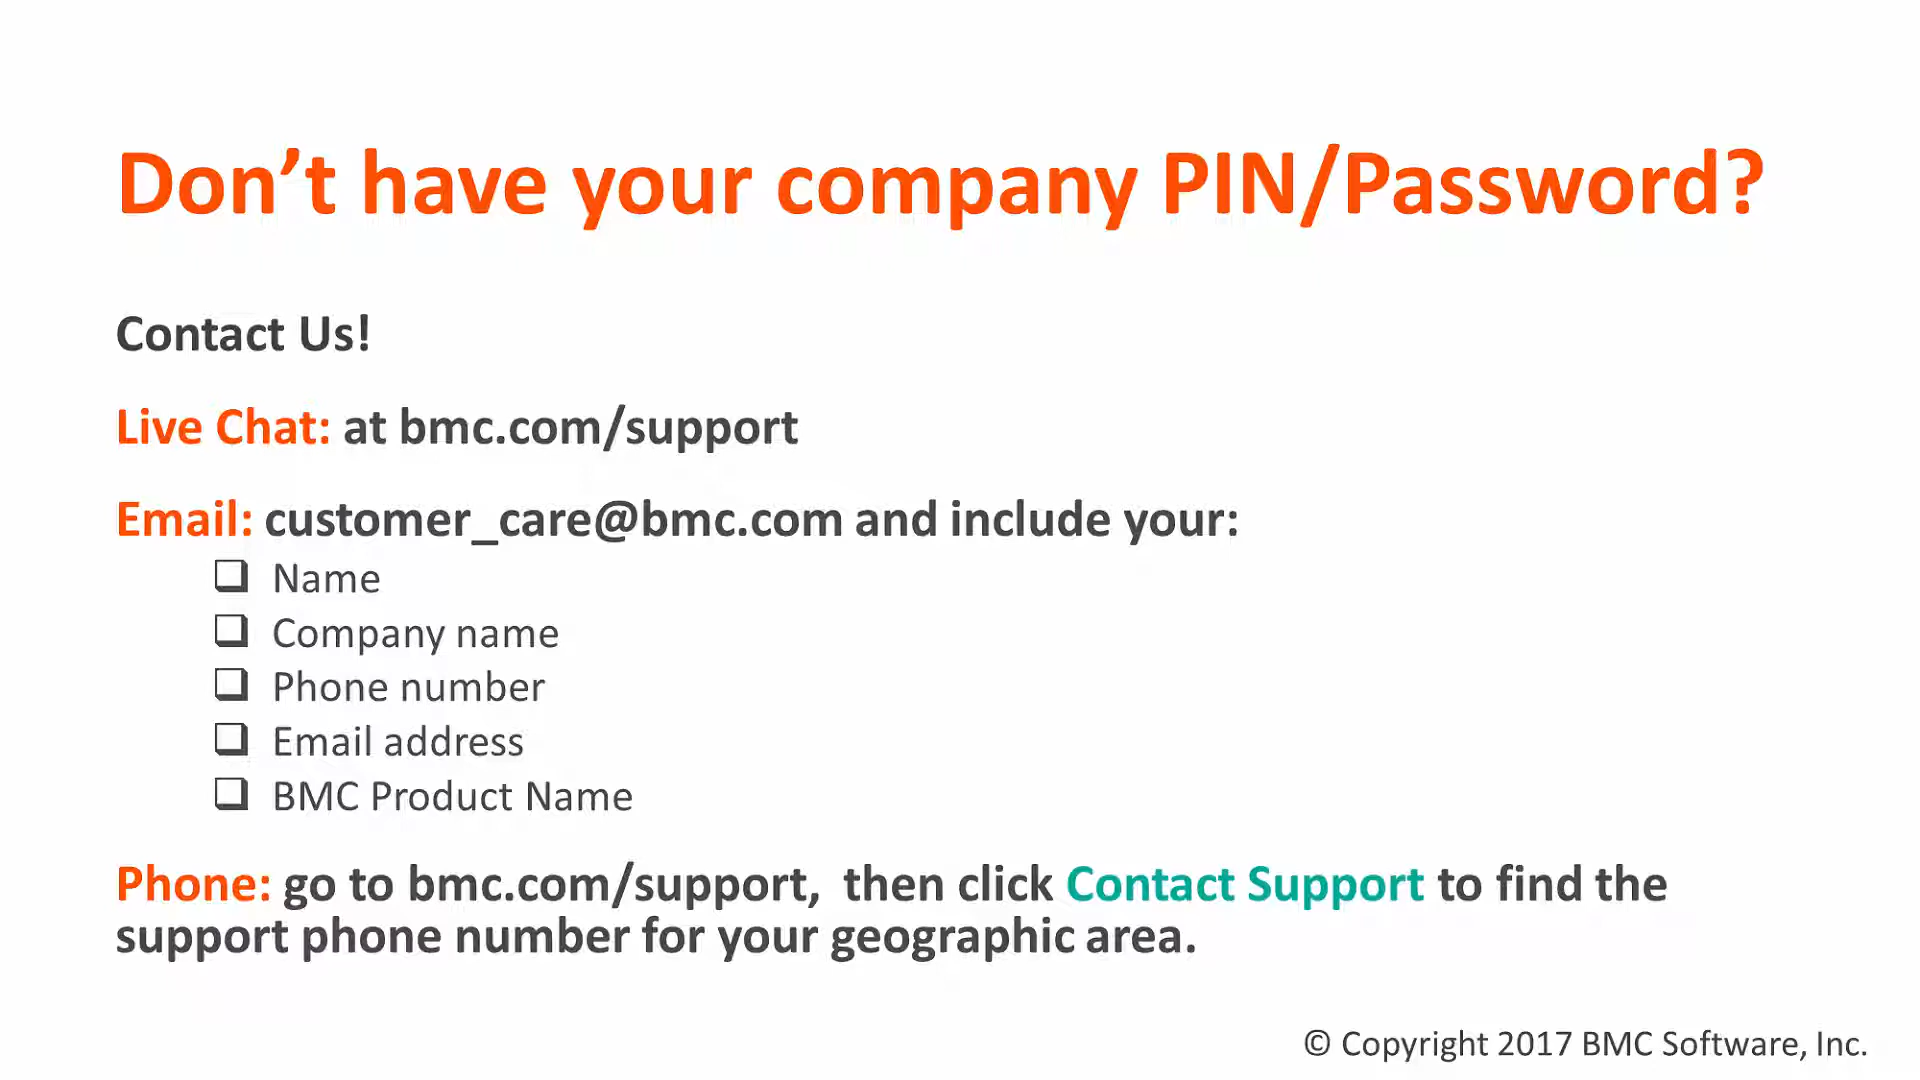 Don’t have your company PIN/Password?
Contact Us!
Live Chat: at bmc.com/support
Email: customer_care@bmc.com and include your:
❑ Name
❑ Company name
❑ Phone number
❑ Email address
❑ BMC Product Name
Phone: go to bmc.com/support, then click Contact Support to find the
support phone number for your geographic area.
© Copyright 2017 BMC Software, Inc.